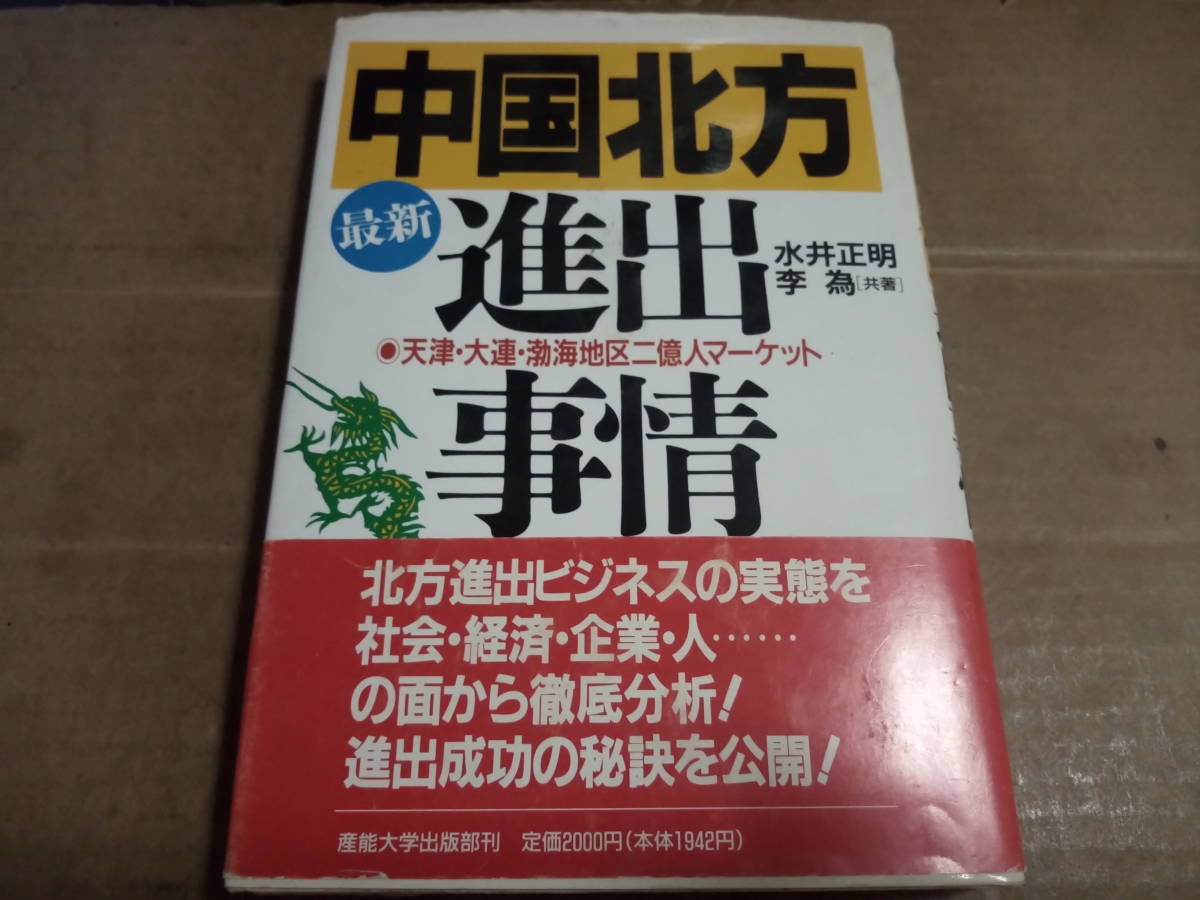 中国北方
最新
進出
水井正明
李為[共著]
◉天津・大連・渤海地区二億人マーケット
事情
北方進出ビジネスの実態を
社会・経済・企業・人……
の面から徹底分析!
進出成功の秘訣を公開!
産能大学出版部刊 定価2000円(本体1942円)